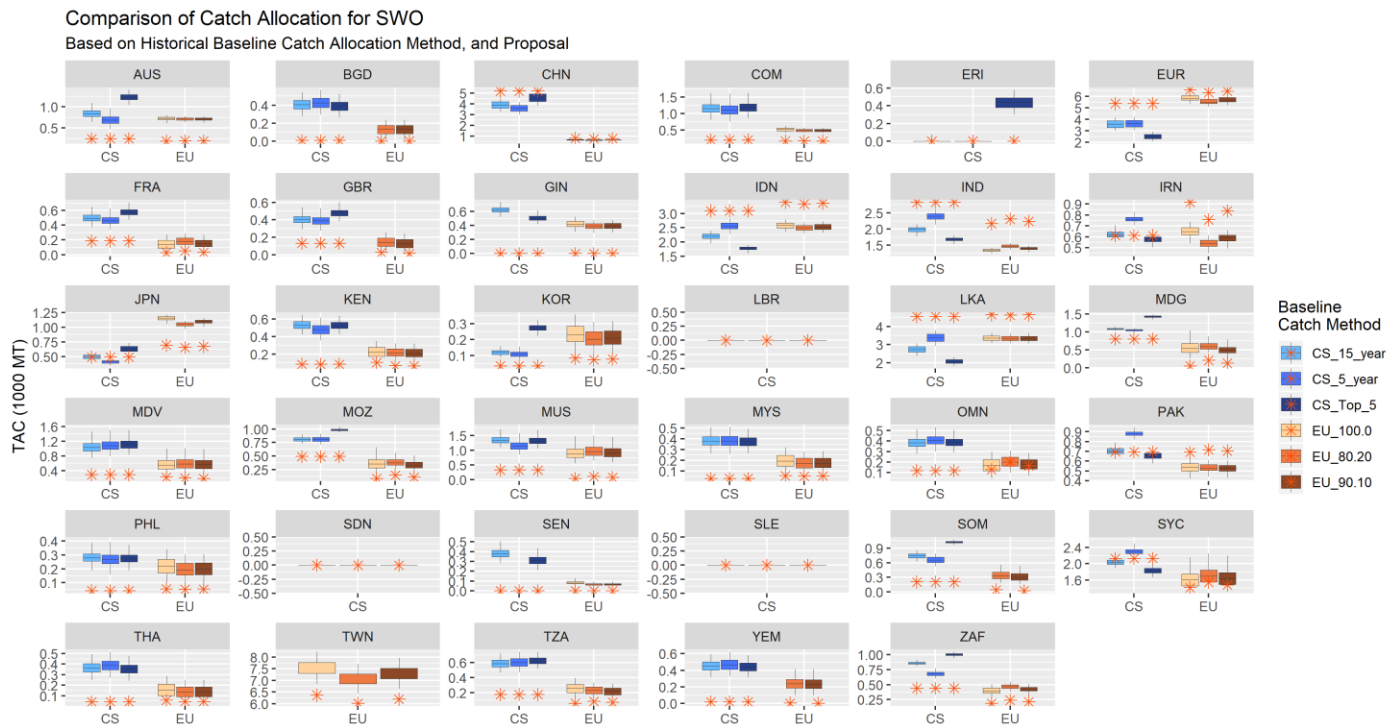 Comparison of Catch Allocation for SWO
Based on Historical Baseline Catch Allocation Method, and Proposal
TAC (1000 MT)
AUS
1.0
0.5
CS EU
BGD
0.4
0.2
0.0
CS EU
CHN
5
4
3
2
1
CS EU
COM
1.5
1.0
0.5
CS EU
ERI
0.6
0.4
0.2
0.0
CS
EUR
6
5
4
3
2
CS EU
FRA
0.6
0.4
0.2
0.0
CS EU
GBR
0.6
0.4
0.2
0.0
CS EU
GIN
0.6
0.4
0.2
0.0
CS EU
IDN
3.0
2.5
2.0
1.5
CS EU
IND
2.5
2.0
1.5
CS EU
IRN
0.9
0.8
0.7
0.6
0.5
CS EU
JPN
1.25
1.00
0.75
0.50
CS EU
KEN
0.6
0.4
0.2
CS EU
KOR
0.3
0.2
0.1
CS EU
LBR
0.50
0.25
0.00
-0.25
-0.50
CS
LKA
4
3
2
CS EU
MDG
1.5
1.0
0.5
0.0
CS EU
MDV
1.6
1.2
0.8
0.4
CS EU
MOZ
1.00
0.75
0.50
0.25
CS EU
MUS
1.5
1.0
0.5
0.0
CS EU
MYS
0.5
0.4
0.3
0.2
0.1
CS EU
OMN
0.5
0.4
0.3
0.2
0.1
CS EU
PAK
0.9
0.8
0.7
0.6
0.5
0.4
CS EU
PHL
0.4
0.3
0.2
0.1
CS EU
SDN
0.50
0.25
0.00
-0.25
-0.50
CS
SEN
0.5
0.4
0.3
0.2
0.1
0.0
CS EU
SLE
0.50
0.25
0.00
-0.25
-0.50
CS
SOM
0.9
0.6
0.3
0.0
CS EU
SYC
2.4
2.0
1.6
CS EU
THA
0.5
0.4
0.3
0.2
0.1
CS EU
TWN
8.0
7.5
7.0
6.5
6.0
EU
TZA
0.6
0.4
0.2
CS EU
YEM
0.6
0.4
0.2
0.0
CS EU
ZAF
1.00
0.75
0.50
0.25
CS EU
Baseline
Catch Method
CS_15_year
CS_5_year
CS_Top_5
EU_100.0
EU_80.20
EU_90.10